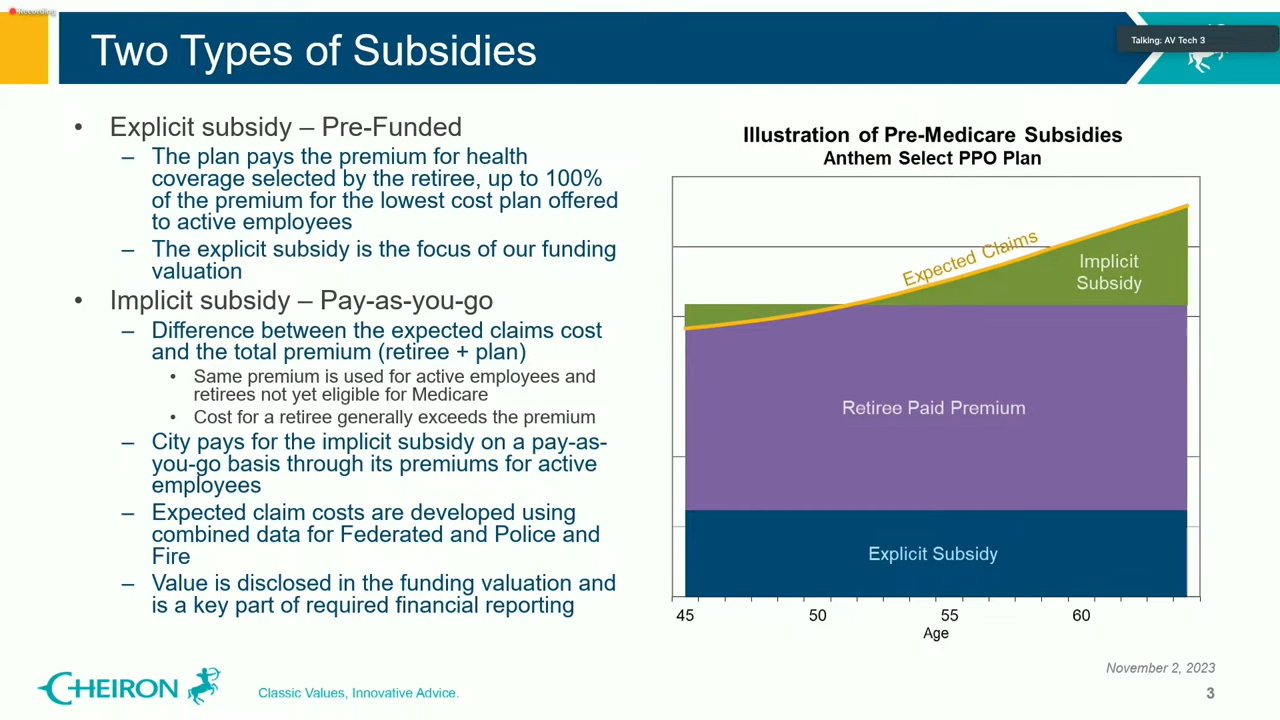 Recording
Talking: AV Tech 3
Two Types of Subsidies
• Explicit subsidy – Pre-Funded
– The plan pays the premium for health
coverage selected by the retiree, up to 100%
of the premium for the lowest cost plan offered
to active employees
– The explicit subsidy is the focus of our funding
valuation
• Implicit subsidy – Pay-as-you-go
– Difference between the expected claims cost
and the total premium (retiree + plan)
• Same premium is used for active employees and
retirees not yet eligible for Medicare
• Cost for a retiree generally exceeds the premium
– City pays for the implicit subsidy on a pay-as-
you-go basis through its premiums for active
employees
– Expected claim costs are developed using
combined data for Federated and Police and
Fire
– Value is disclosed in the funding valuation and
is a key part of required financial reporting
Illustration of Pre-Medicare Subsidies
Anthem Select PPO Plan
Expected Claims
Implicit
Subsidy
Retiree Paid Premium
Explicit Subsidy
45 50 55 60
Age
November 2, 2023
CHEIRON
Classic Values, Innovative Advice.
3